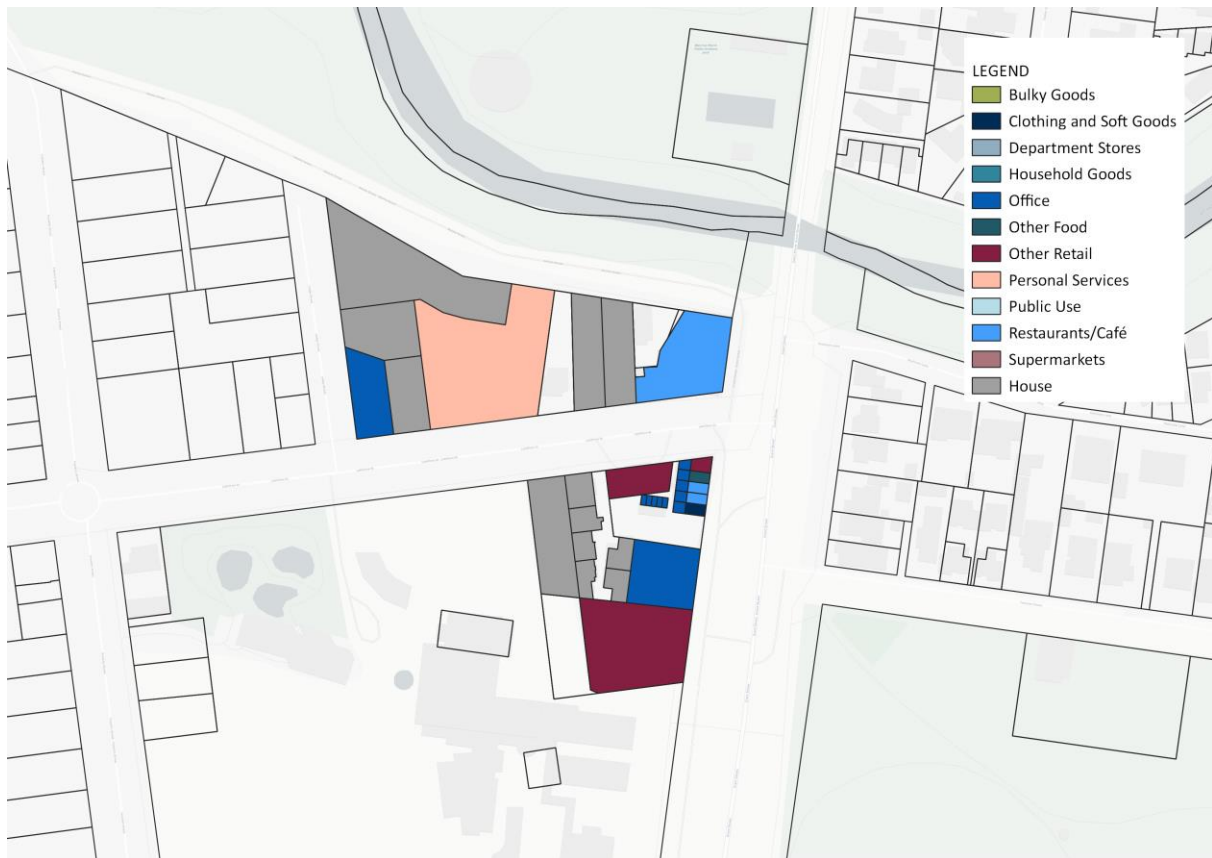 LEGEND
Bulky Goods
Clothing and Soft Goods
Department Stores
Household Goods
Office
Other Food
Other Retail
Personal Services
Public Use
Restaurants/Café
Supermarkets
House